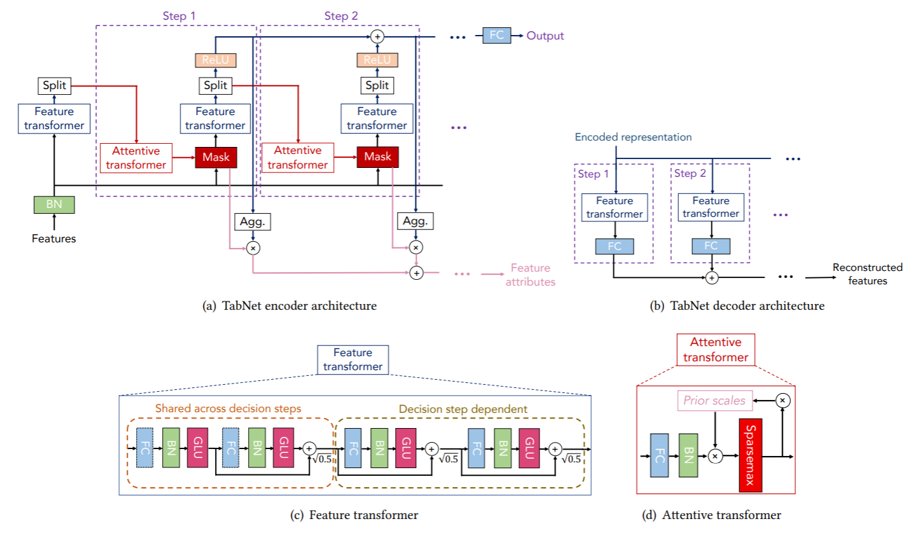 Step 1
Step 2
FC
Output
ReLU
ReLU
Split
Split
Split
Feature
transformer
Feature
transformer
Feature
transformer
Attentive
transformer
Mask
Attentive
transformer
Mask
BN
Features
Agg.
Agg.
Feature
attributes
(a) TabNet encoder architecture
Encoded representation
Step 1
Step 2
Feature
transformer
Feature
transformer
FC
FC
Reconstructed
features
(b) TabNet decoder architecture
Feature
transformer
Shared across decision steps
Decision step dependent
FC
BN
GLU
FC
BN
GLU
√0.5
FC
BN
GLU
√0.5
FC
BN
GLU
√0.5
(c) Feature transformer
Attentive
transformer
Prior scales
FC
BN
Sparsemax
(d) Attentive transformer